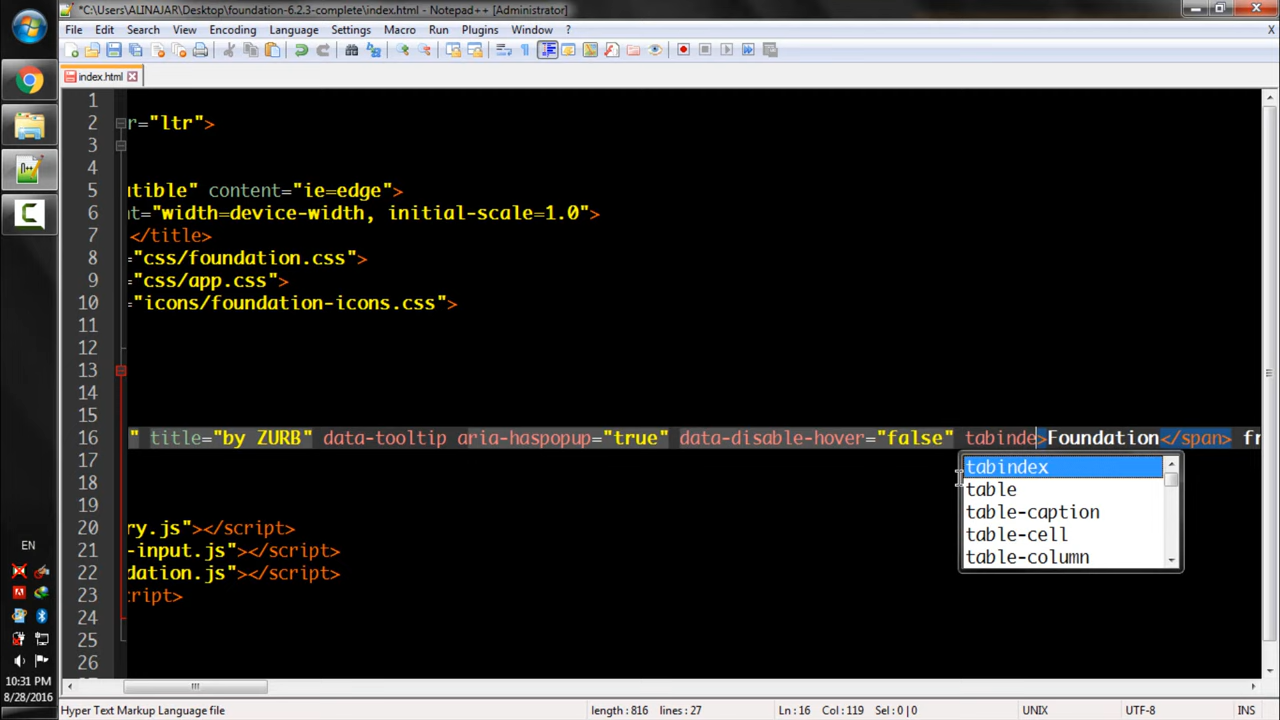 *C:\Users\ALINAJAR\Desktop\foundation-6.2.3-complete\index.html - Notepad++ [Administrator]
File Edit Search View Encoding Language Settings Macro Run Plugins Window ? X
index.html
1
2 r="ltr">
3
4
5 utible" content="ie=edge">
6 nt="width=device-width, initial-scale=1.0">
7 </title>
8 ="css/foundation.css">
9 ="css/app.css">
10 ="icons/foundation-icons.css">
11
12
13
14
15
16 " title="by ZURB" data-tooltip aria-haspopup="true" data-disable-hover="false" tabinde>Foundation</span> fr
17
tabindex
18
table
19
table-caption
20 ry.js"></script>
table-cell
21 -input.js"></script>
table-column
22 dation.js"></script>
23 cript>
24
25
26
EN
10:31 PM
8/28/2016
Hyper Text Markup Language file length : 816 lines : 27 Ln : 16 Col : 119 Sel : 0 | 0 UNIX UTF-8 INS